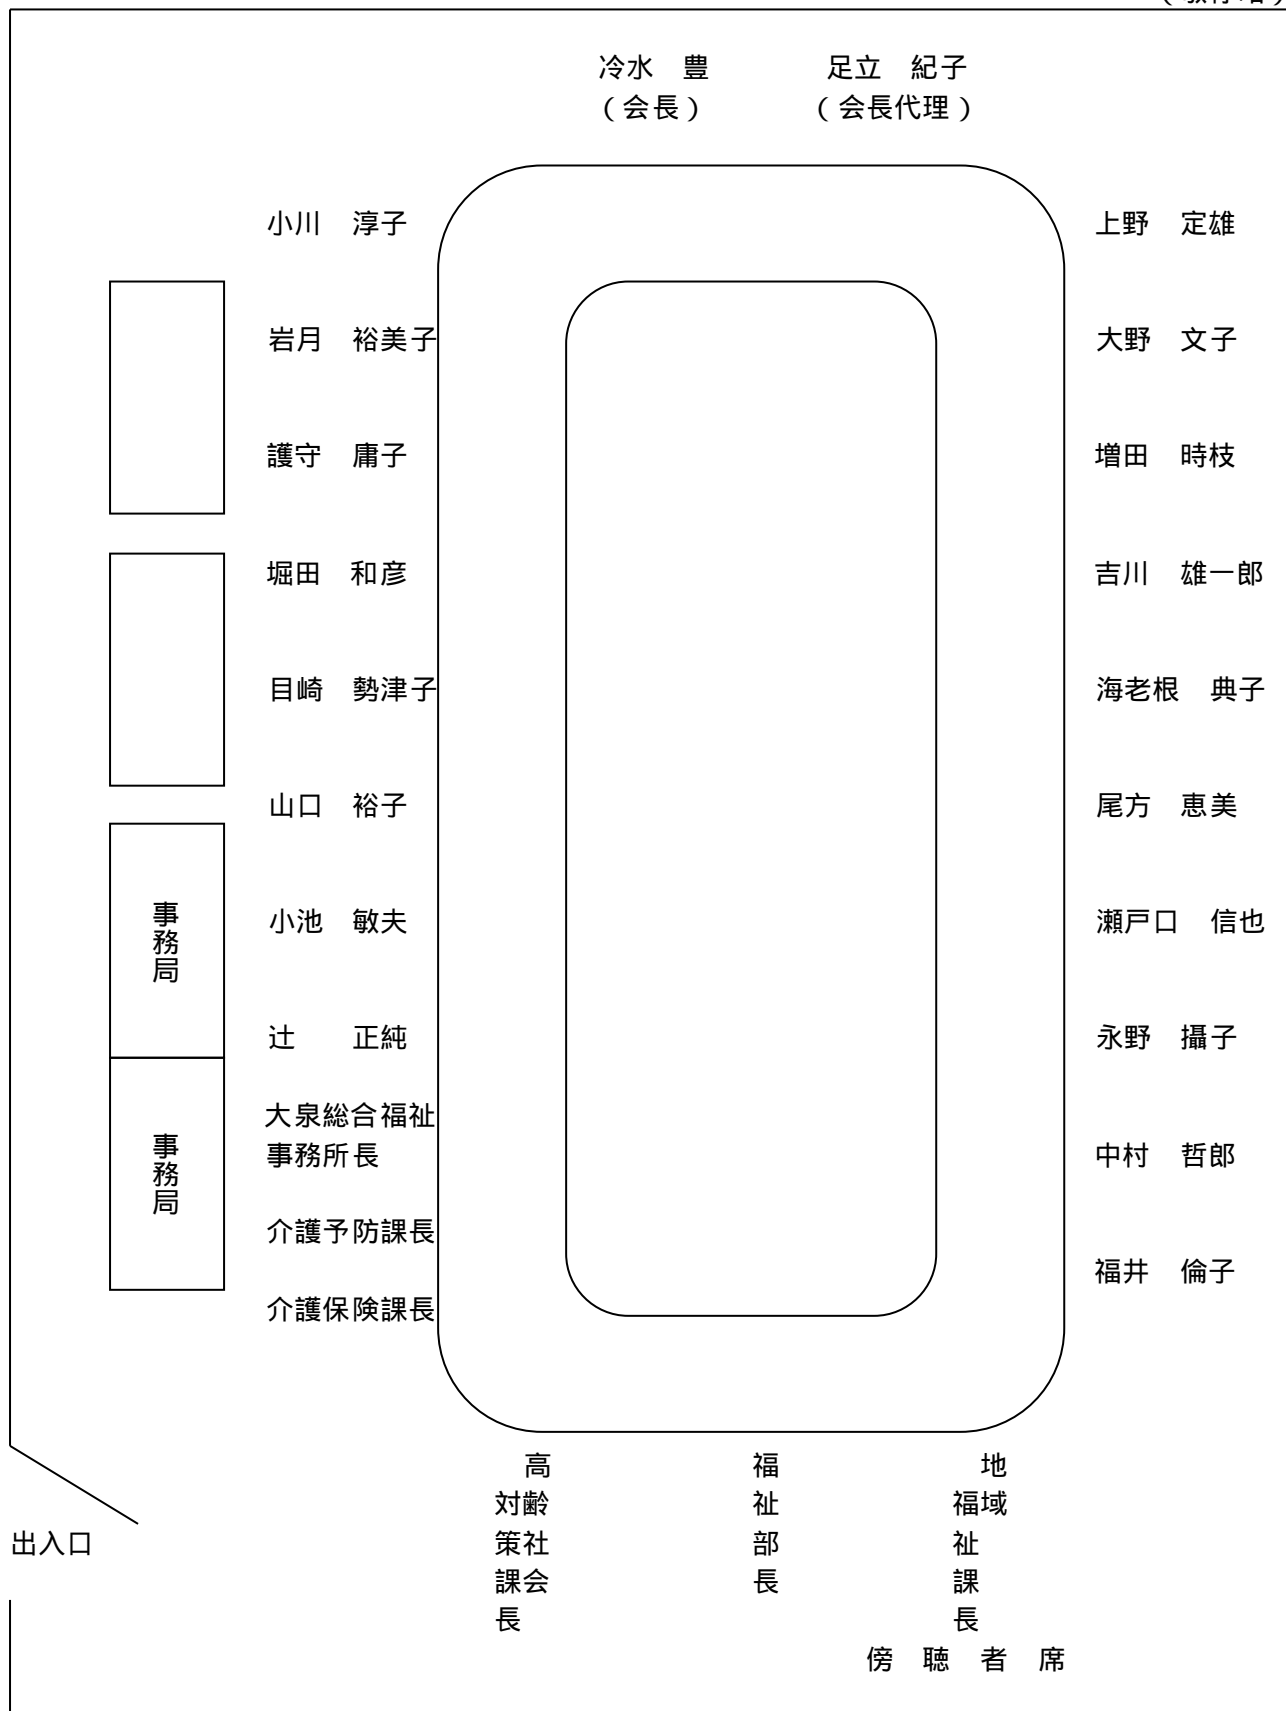 冷水　豊　足立　紀子
（会長）　（会長代理）
小川　淳子　上野　定雄
岩月　裕美子　大野　文子
護守　庸子　増田　時枝
堀田　和彦　吉川　雄一郎
目崎　勢津子　海老根　典子
山口　裕子　尾方　恵美
事務局
小池　敏夫　瀬戸口　信也
辻　正純　永野　攝子
事務局
大泉総合福祉
事務所長　中村　哲郎
介護予防課長
福井　倫子
介護保険課長
高齢社会
対策課長
福祉部長
地域
福祉課長
出入口
傍聴者席